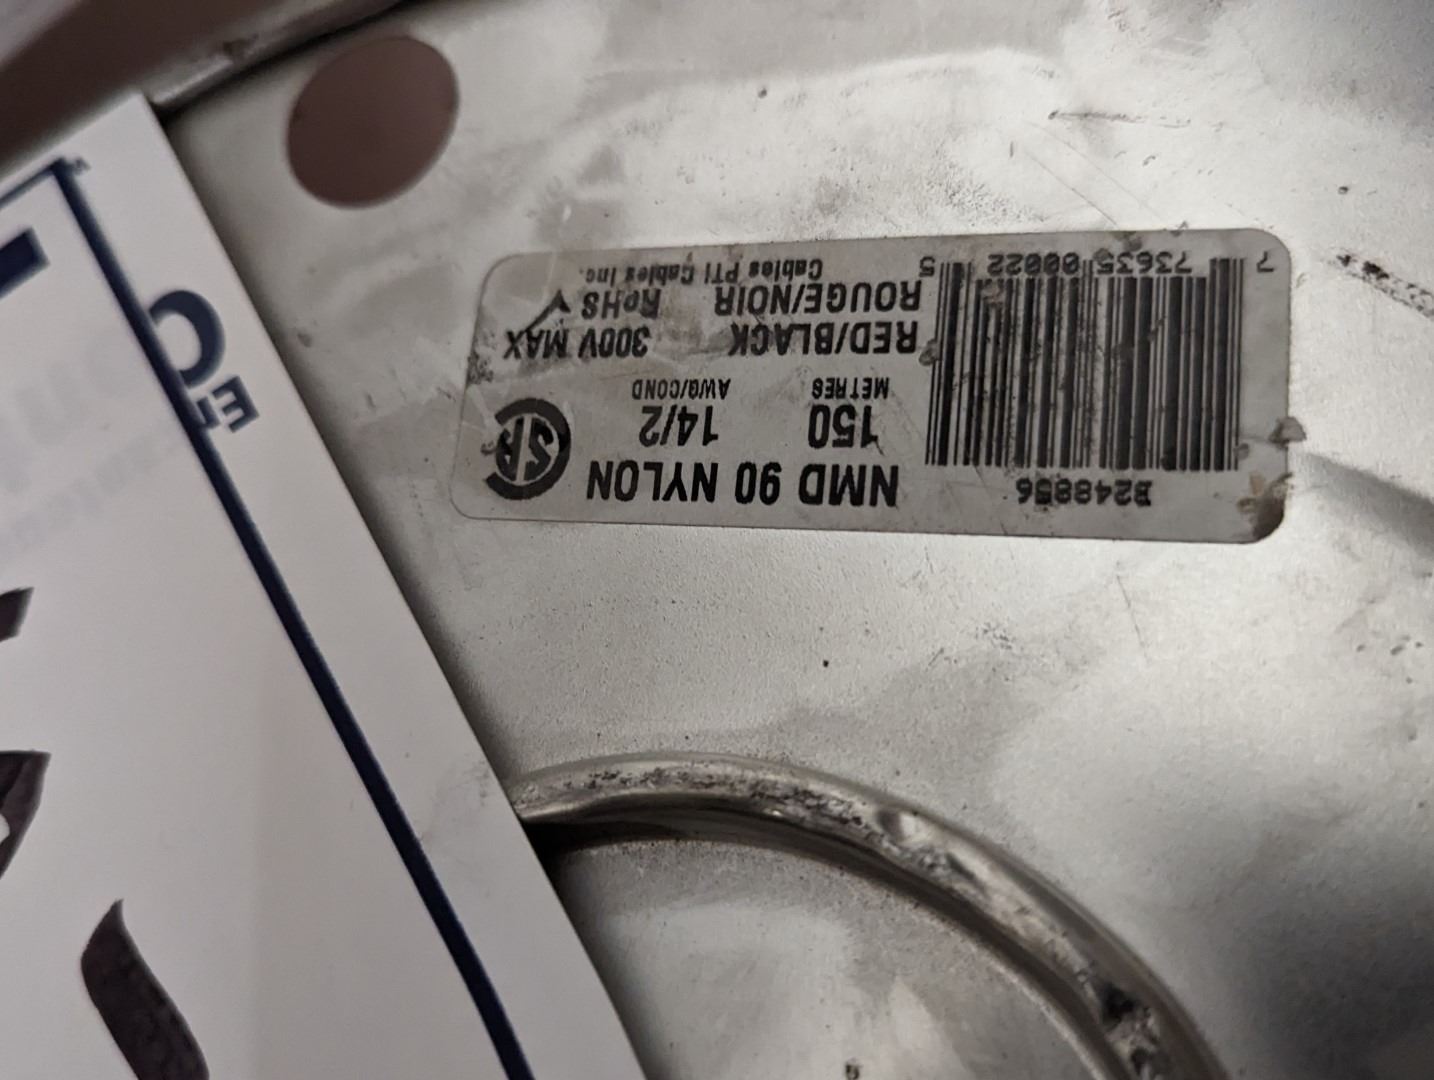 B248856
NMD 90 NYLON
150 14/2
METRES AWG/COND
RED/BLACK 300V MAX
ROUGE/NOIR RoHS ✓
Cables PTI Cables Inc.
7 73635 00022 5